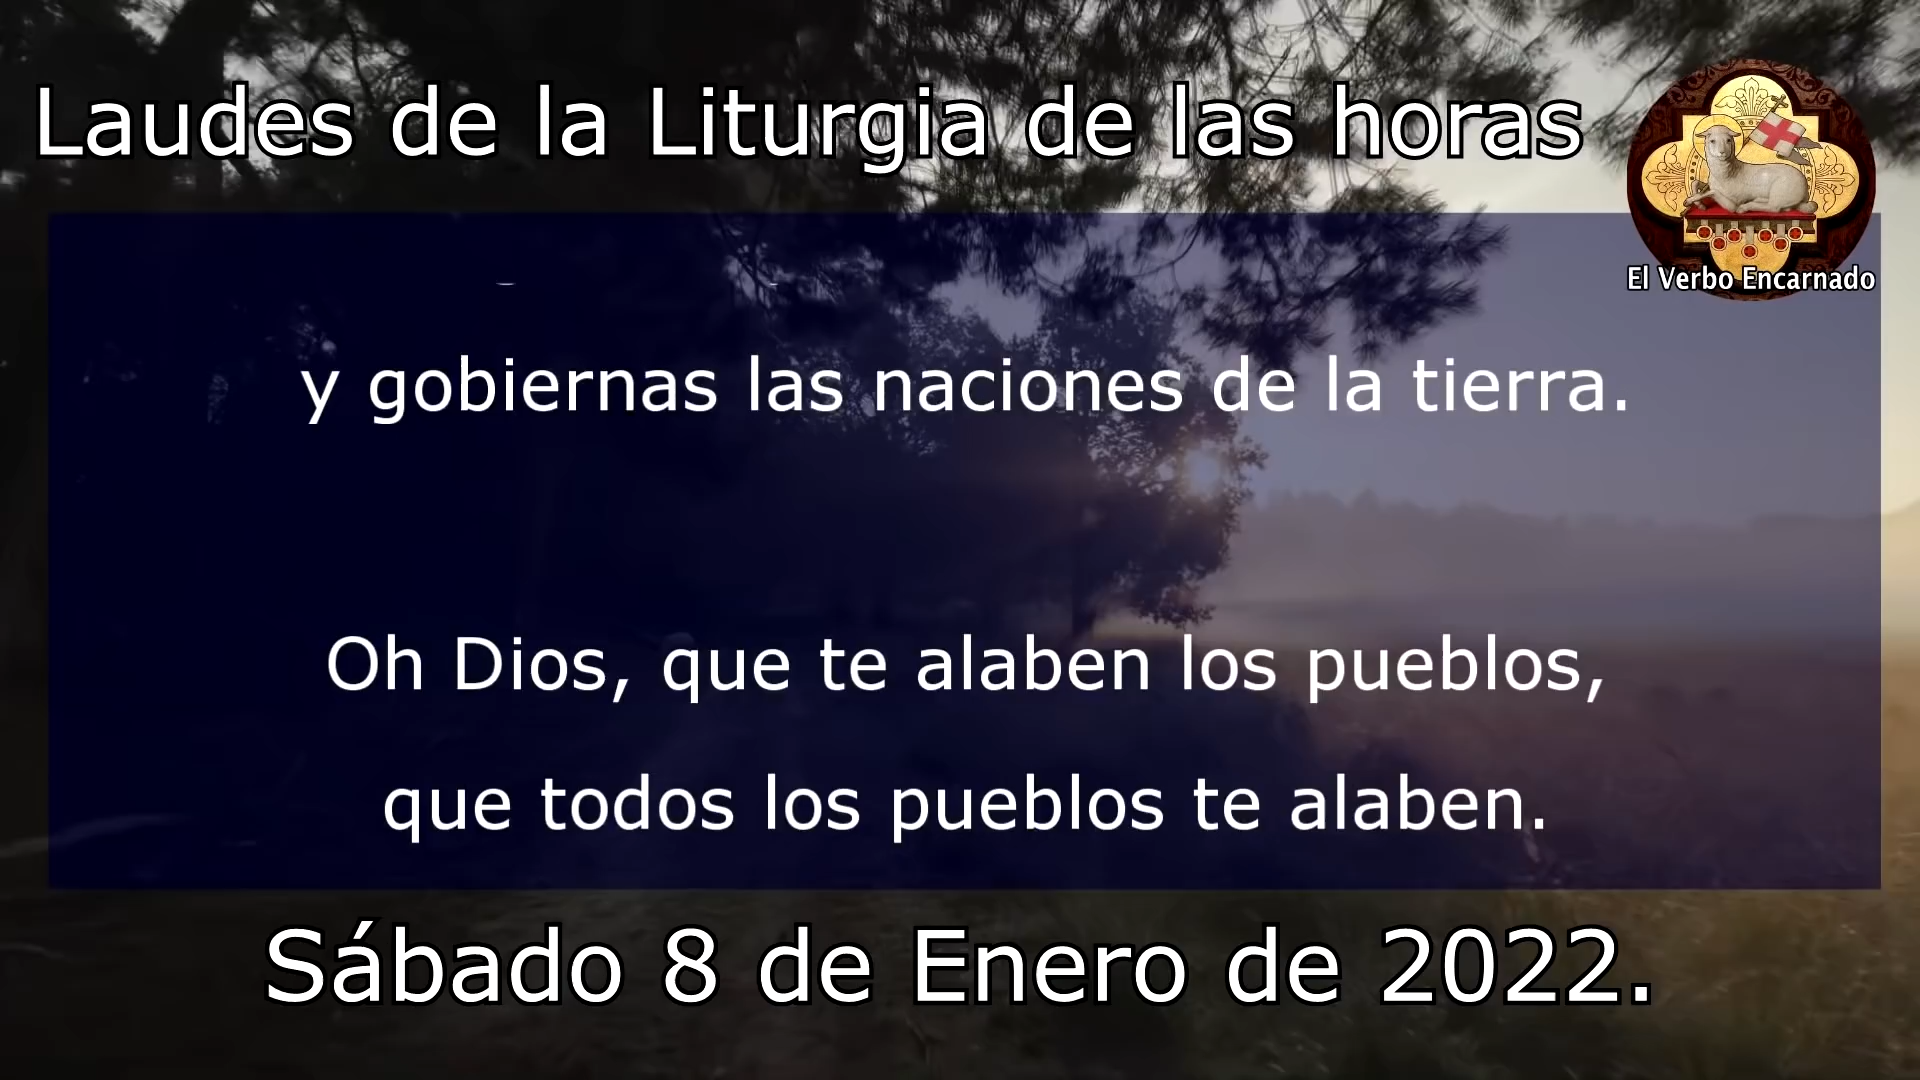 Laudes de la Liturgia de las horas
El Verbo Encarnado
y gobiernas las naciones de la tierra.
Oh Dios, que te alaben los pueblos,
que todos los pueblos te alaben.
Sábado 8 de Enero de 2022.